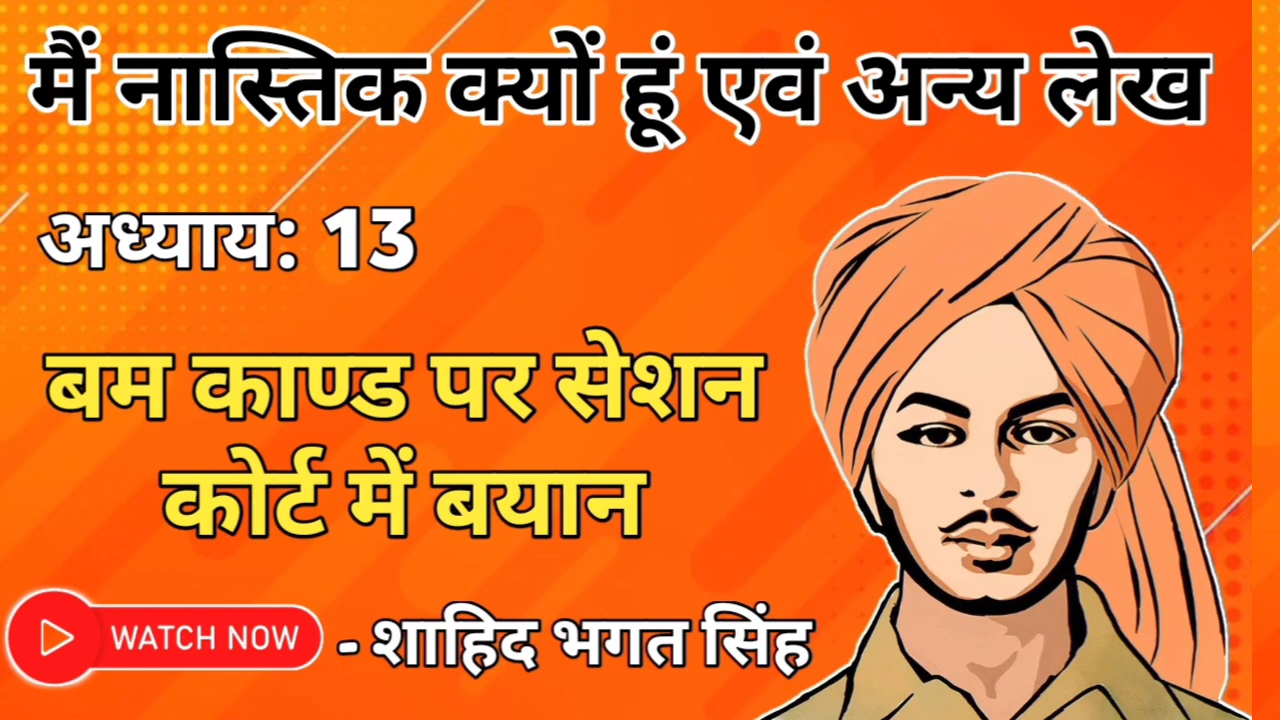 मैं नास्तिक क्यों हूं एवं अन्य लेख
अध्याय: 13
बम काण्ड पर सेशन
कोर्ट में बयान
WATCH NOW
- शाहिद भगत सिंह